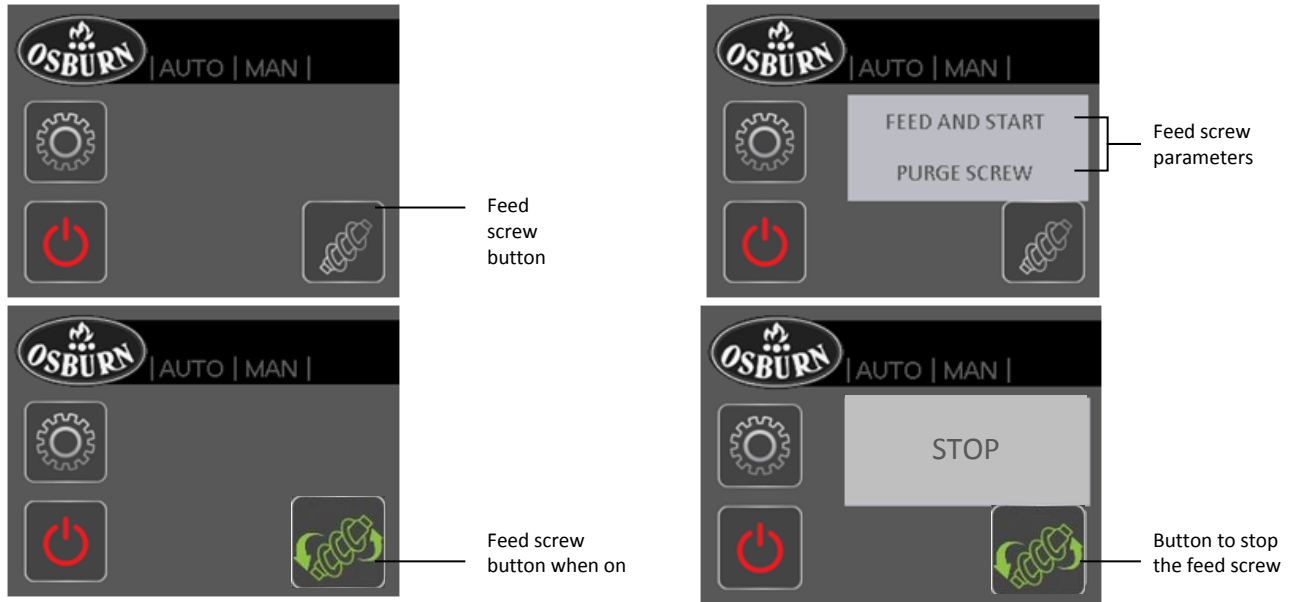 OSBURN
|AUTO | MAN |
Feed
screw
button
OSBURN
|AUTO | MAN |
FEED AND START
PURGE SCREW
Feed screw
parameters
OSBURN
|AUTO | MAN |
Feed screw
button when on
OSBURN
|AUTO | MAN |
STOP
Button to stop
the feed screw